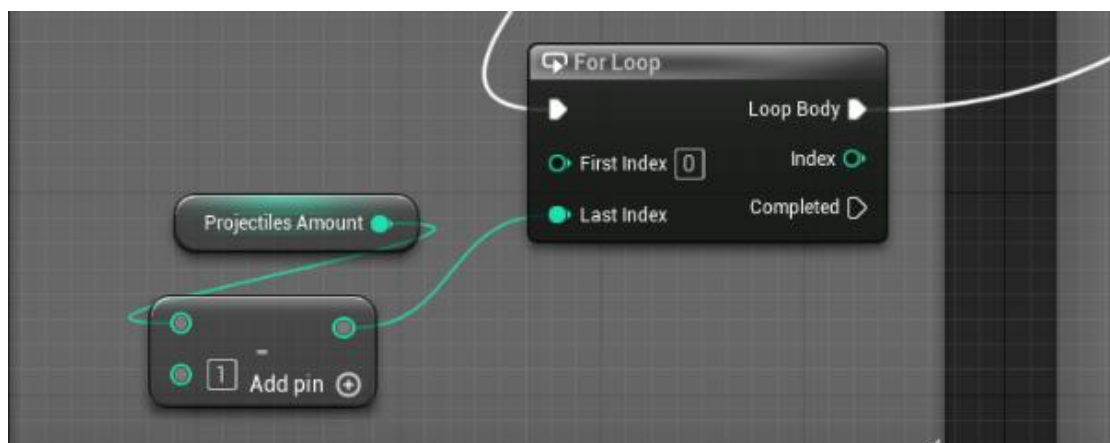 For Loop
Loop Body
First Index 0
Index
Last Index
Completed
Projectiles Amount
-
1
Add pin